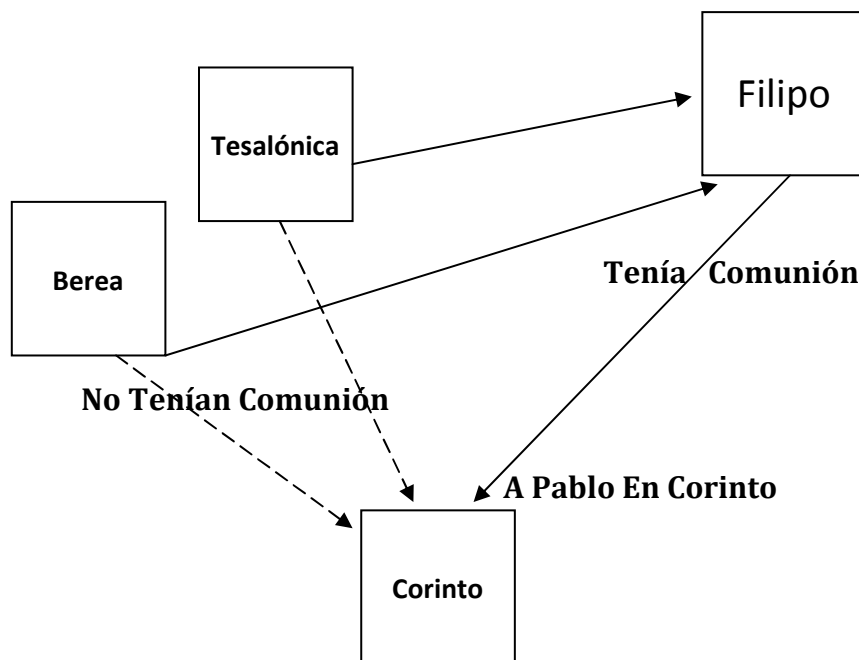 Filipo
Tesalónica
Berea
Tenía Comunión
No Tenían Comunión
A Pablo En Corinto
Corinto